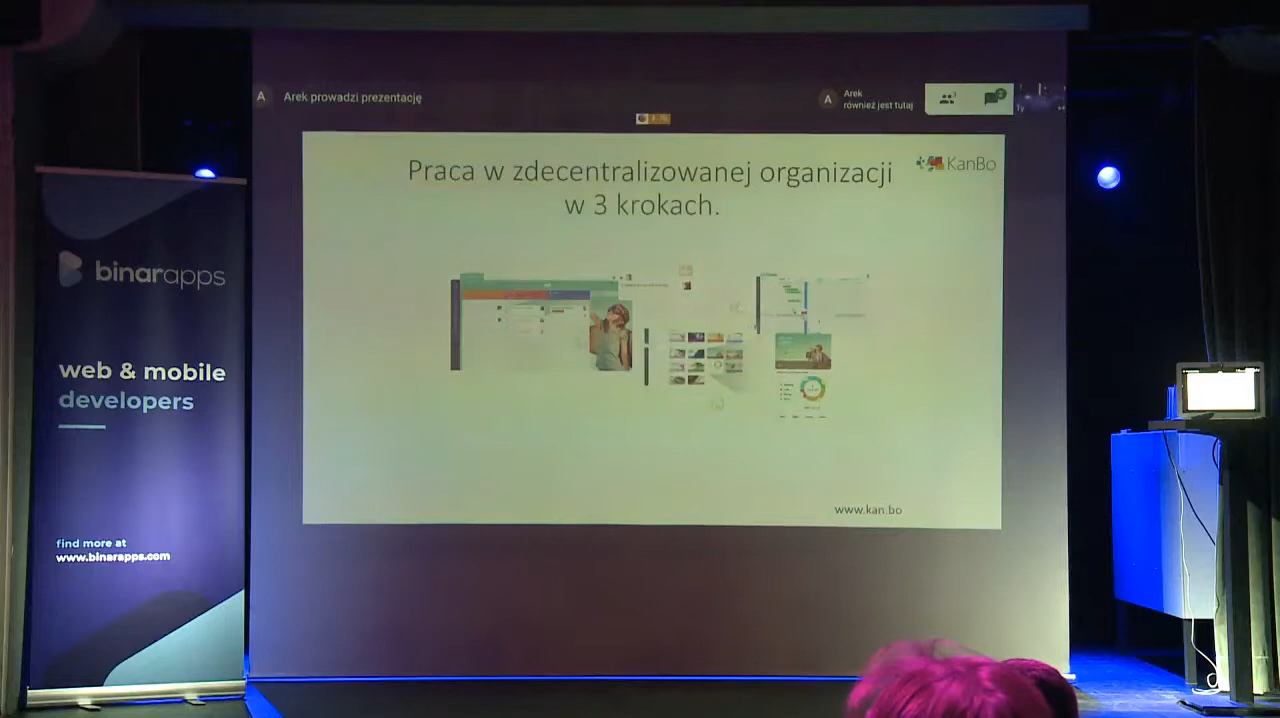 A
Arek prowadzi prezentację
A
Arek
również jest tutaj
Ty
Praca w zdecentralizowanej organizacji
w 3 krokach.
KanBo
www.kan.bo
binarapps
web & mobile
developers
find more at
www.binarapps.com